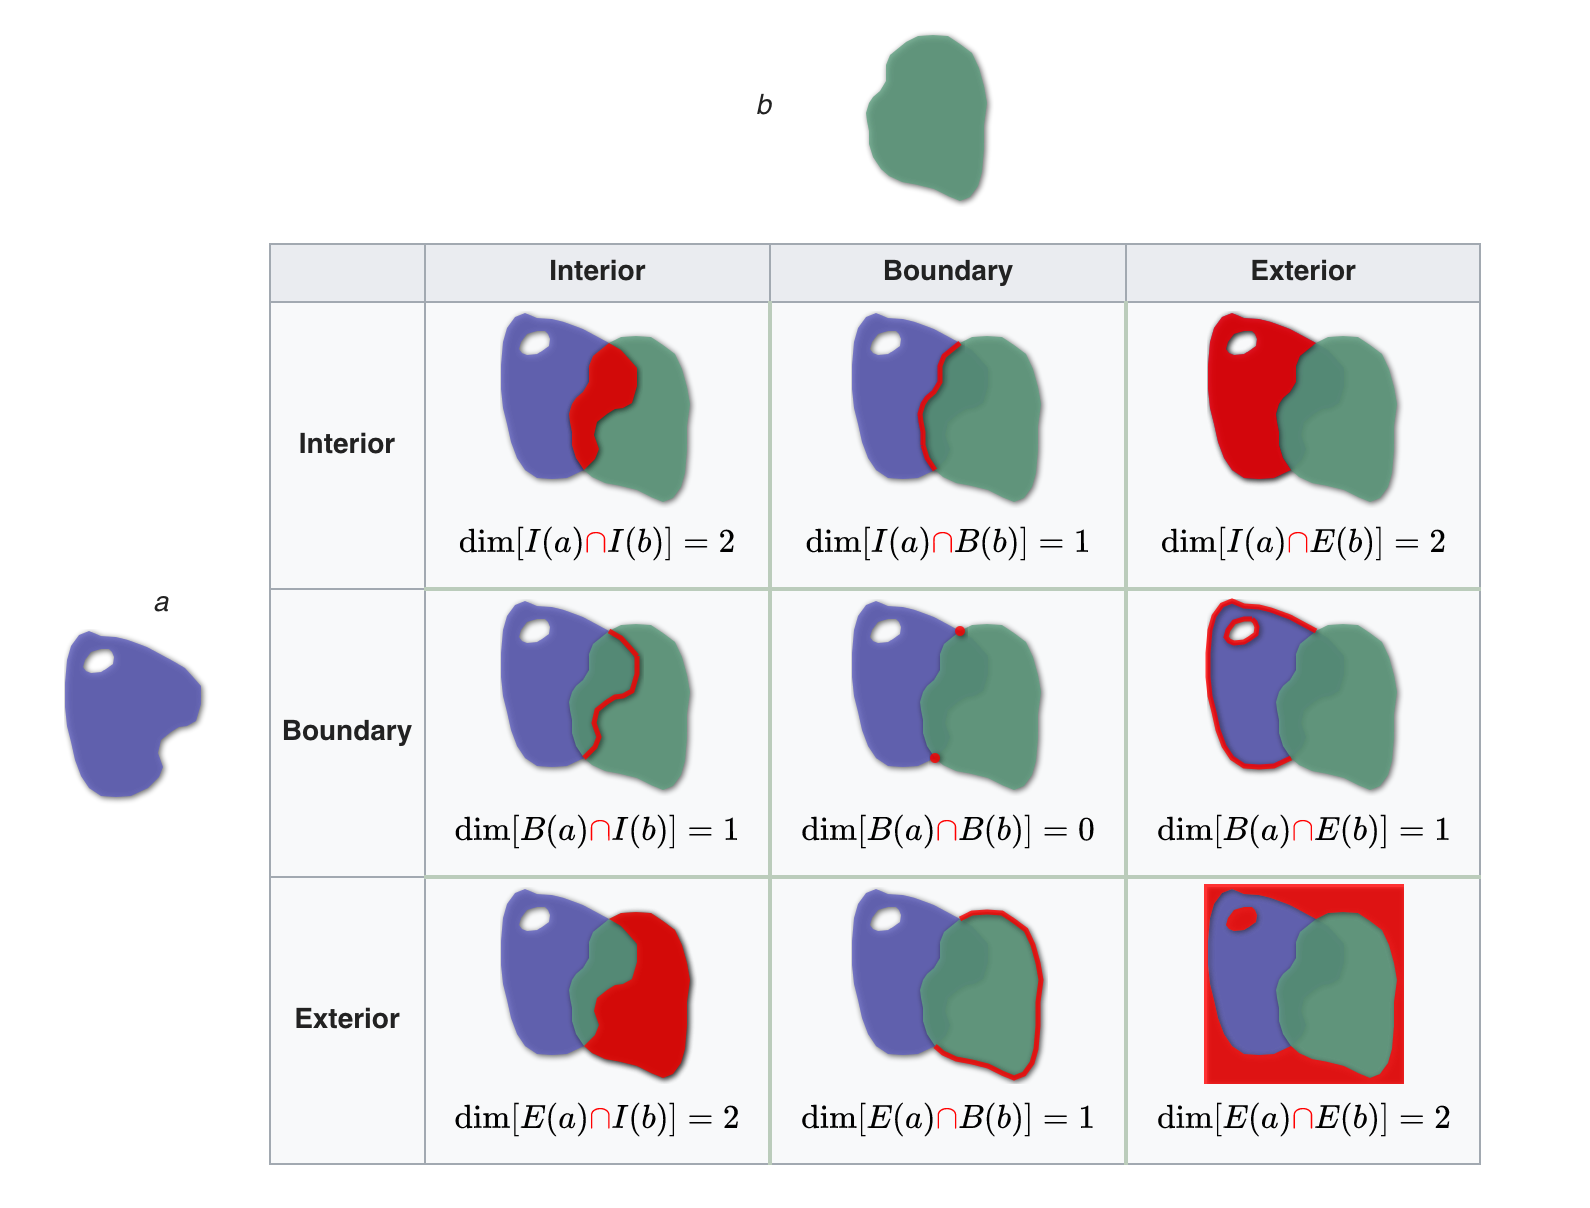 b
Interior Boundary Exterior
Interior
dim[I(a)∩I(b)] = 2 dim[I(a)∩B(b)] = 1 dim[I(a)∩E(b)] = 2
a
Boundary
dim[B(a)∩I(b)] = 1 dim[B(a)∩B(b)] = 0 dim[B(a)∩E(b)] = 1
Exterior
dim[E(a)∩I(b)] = 2 dim[E(a)∩B(b)] = 1 dim[E(a)∩E(b)] = 2